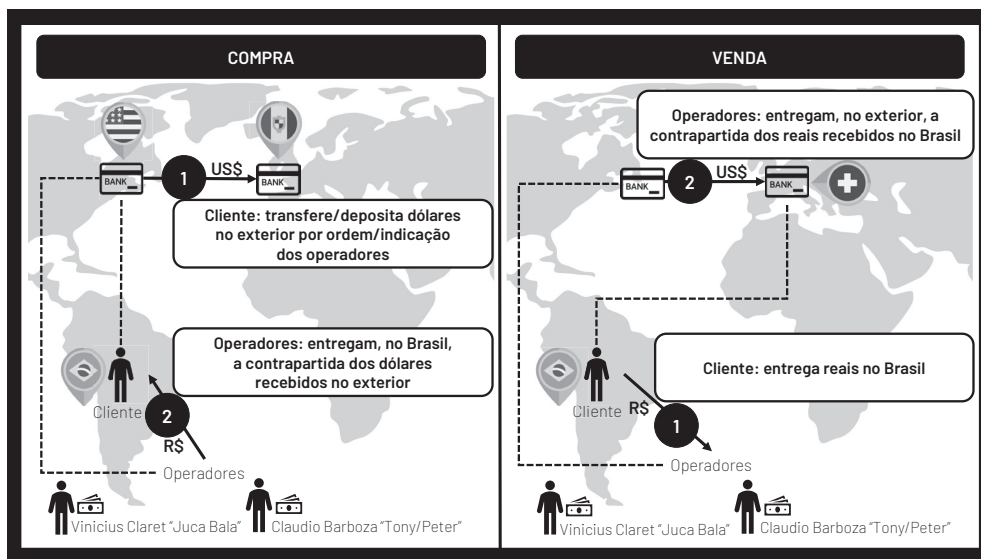 COMPRA
BANK
1
US$
BANK
Cliente: transfere/deposita dólares
no exterior por ordem/indicação
dos operadores
Operadores: entregam, no Brasil,
a contrapartida dos dólares
recebidos no exterior
Cliente
2
R$
Operadores
Vinicius Claret "Juca Bala"
Claudio Barboza "Tony/Peter"
VENDA
Operadores: entregam, no exterior, a
contrapartida dos reais recebidos no Brasil
BANK
2
US$
BANK
Cliente: entrega reais no Brasil
Cliente
R$
1
Operadores
Vinicius Claret "Juca Bala"
Claudio Barboza "Tony/Peter"